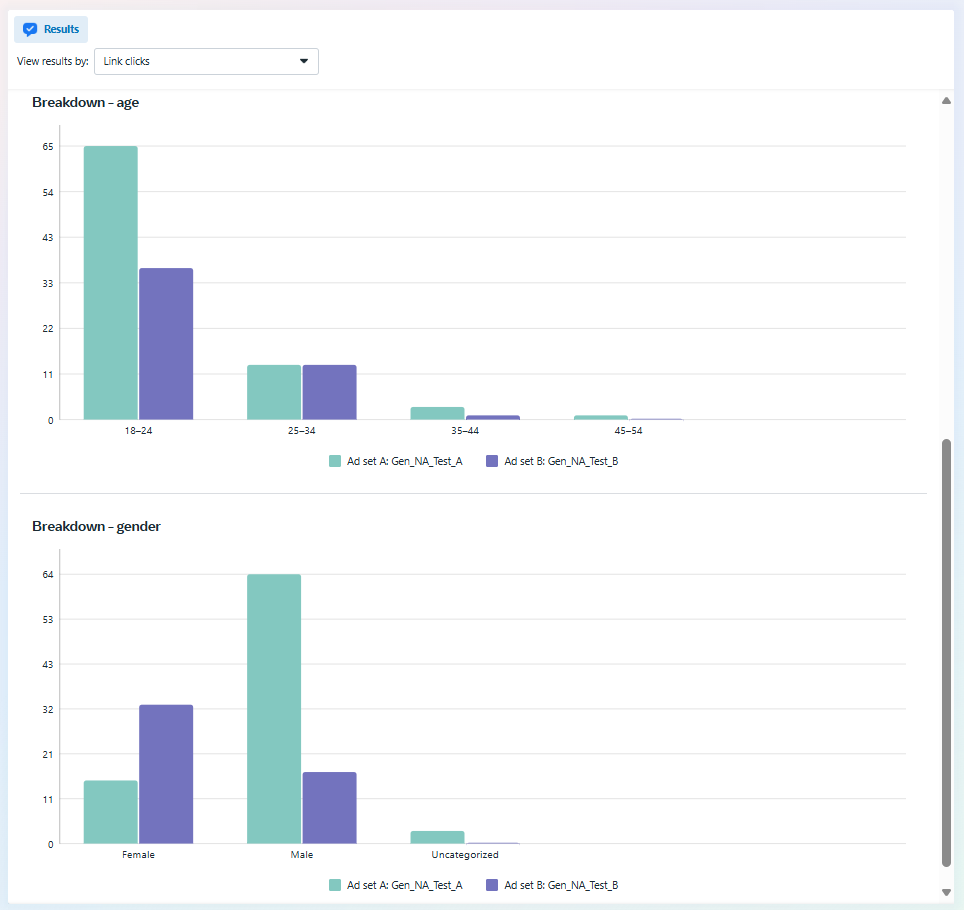 Results
View results by: Link clicks
Breakdown – age
65
54
43
33
22
11
0
18–24 25–34 35–44 45–54
Ad set A: Gen_NA_Test_A Ad set B: Gen_NA_Test_B
Breakdown – gender
64
53
43
32
21
11
0
Female Male Uncategorized
Ad set A: Gen_NA_Test_A Ad set B: Gen_NA_Test_B